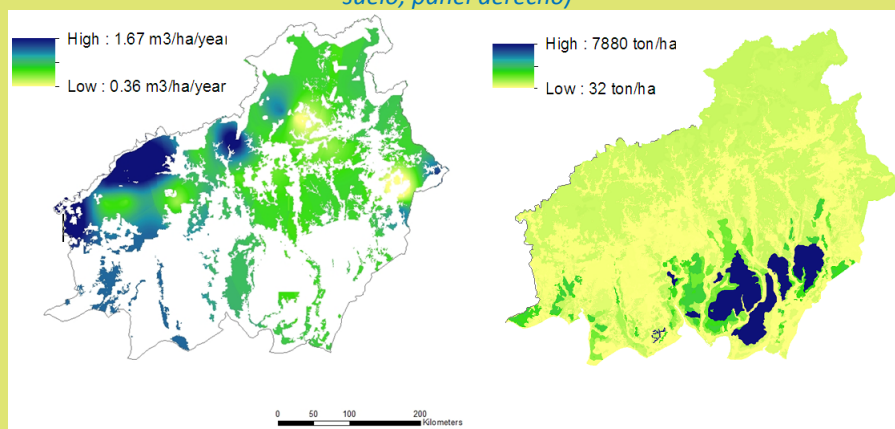 suelo, panel derecho)
High : 1.67 m3/ha/year
Low : 0.36 m3/ha/year
High : 7880 ton/ha
Low : 32 ton/ha
0 50 100 200
Kilometers